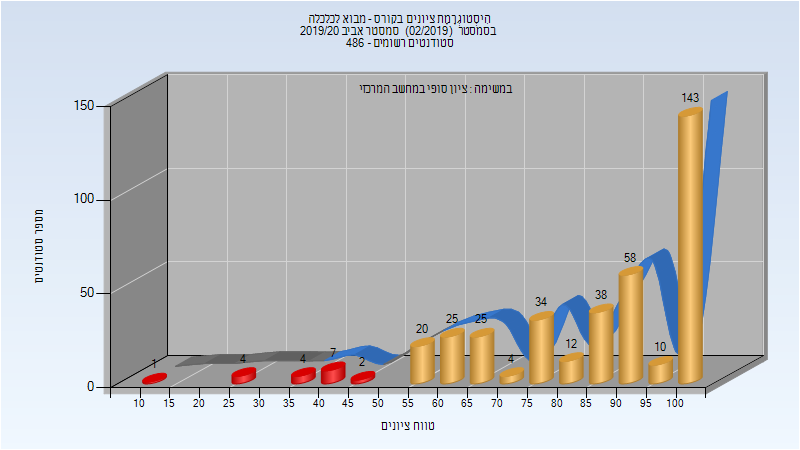 היסטוגרמת ציונים בקורס - מבוא לכלכלה
בסמסטר (02/2019) סמסטר אביב 2019/20
סטודנטים רשומים - 486
במשימה : ציון סופי במחשב המרכזי
מספר סטודנטים
150
100
50
0
1
4
4
7
2
20
25
25
4
34
12
38
58
10
143
10 15 20 25 30 35 40 45 50 55 60 65 70 75 80 85 90 95 100
טווח ציונים